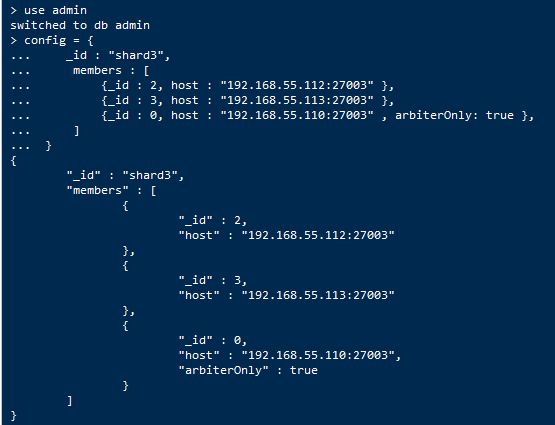 > use admin
switched to db admin
> config = {
...     _id : "shard3",
...      members : [
...          {_id : 2, host : "192.168.55.112:27003" },
...          {_id : 3, host : "192.168.55.113:27003" },
...          {_id : 0, host : "192.168.55.110:27003" , arbiterOnly: true },
...      ]
...  }
{
        "_id" : "shard3",
        "members" : [
                {
                        "_id" : 2,
                        "host" : "192.168.55.112:27003"
                },
                {
                        "_id" : 3,
                        "host" : "192.168.55.113:27003"
                },
                {
                        "_id" : 0,
                        "host" : "192.168.55.110:27003",
                        "arbiterOnly" : true
                }
        ]
}